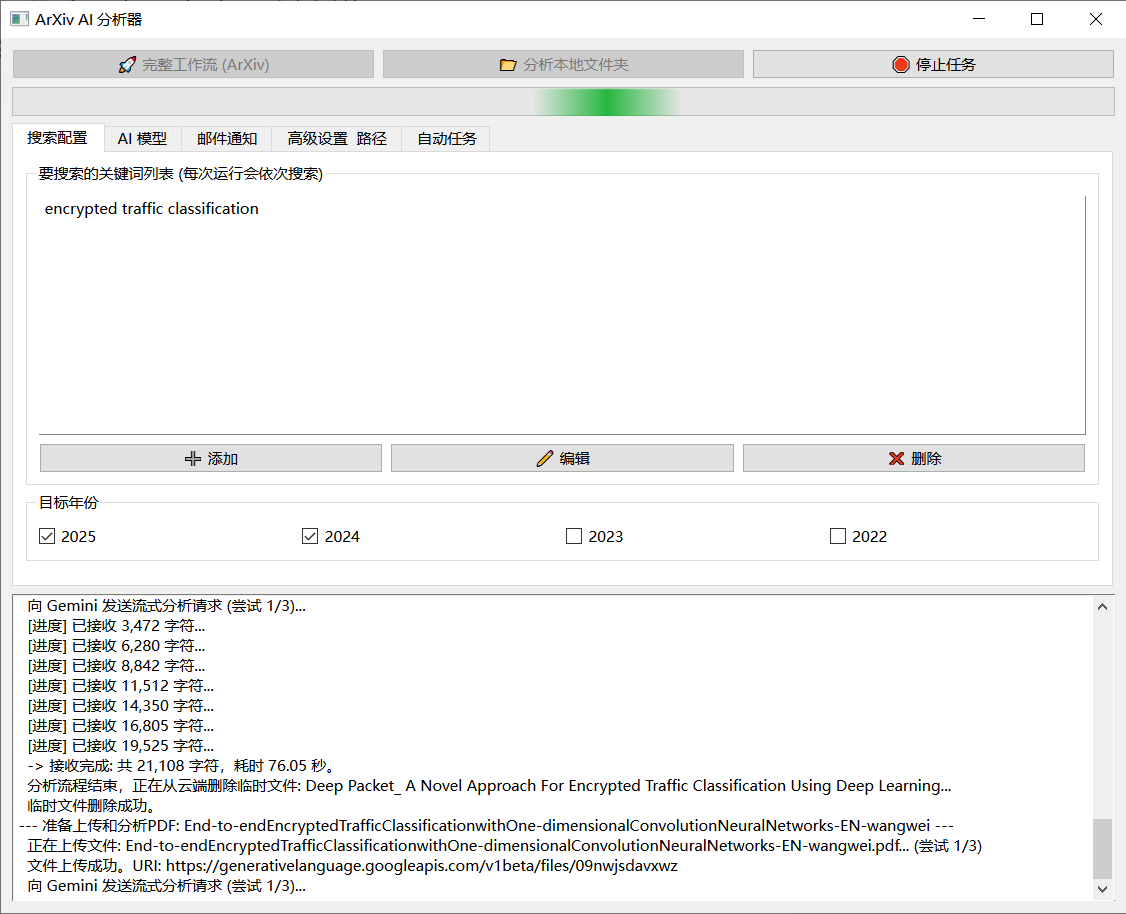 ArXiv AI 分析器
完整工作流 (ArXiv)
分析本地文件夹
停止任务
搜索配置
AI 模型
邮件通知
高级设置 路径
自动任务
要搜索的关键词列表 (每次运行会依次搜索)
encrypted traffic classification
添加
编辑
删除
目标年份
2025
2024
2023
2022
向 Gemini 发送流式分析请求 (尝试 1/3)...
[进度] 已接收 3,472 字符...
[进度] 已接收 6,280 字符...
[进度] 已接收 8,842 字符...
[进度] 已接收 11,512 字符...
[进度] 已接收 14,350 字符...
[进度] 已接收 16,805 字符...
[进度] 已接收 19,525 字符...
-> 接收完成: 共 21,108 字符，耗时 76.05 秒。
分析流程结束，正在从云端删除临时文件: Deep Packet_ A Novel Approach For Encrypted Traffic Classification Using Deep Learning...
临时文件删除成功。
--- 准备上传和分析PDF: End-to-endEncryptedTrafficClassificationwithOne-dimensionalConvolutionNeuralNetworks-EN-wangwei ---
正在上传文件: End-to-endEncryptedTrafficClassificationwithOne-dimensionalConvolutionNeuralNetworks-EN-wangwei.pdf... (尝试 1/3)
文件上传成功。URI: https://generativelanguage.googleapis.com/v1beta/files/09nwjsdavxwz
向 Gemini 发送流式分析请求 (尝试 1/3)...